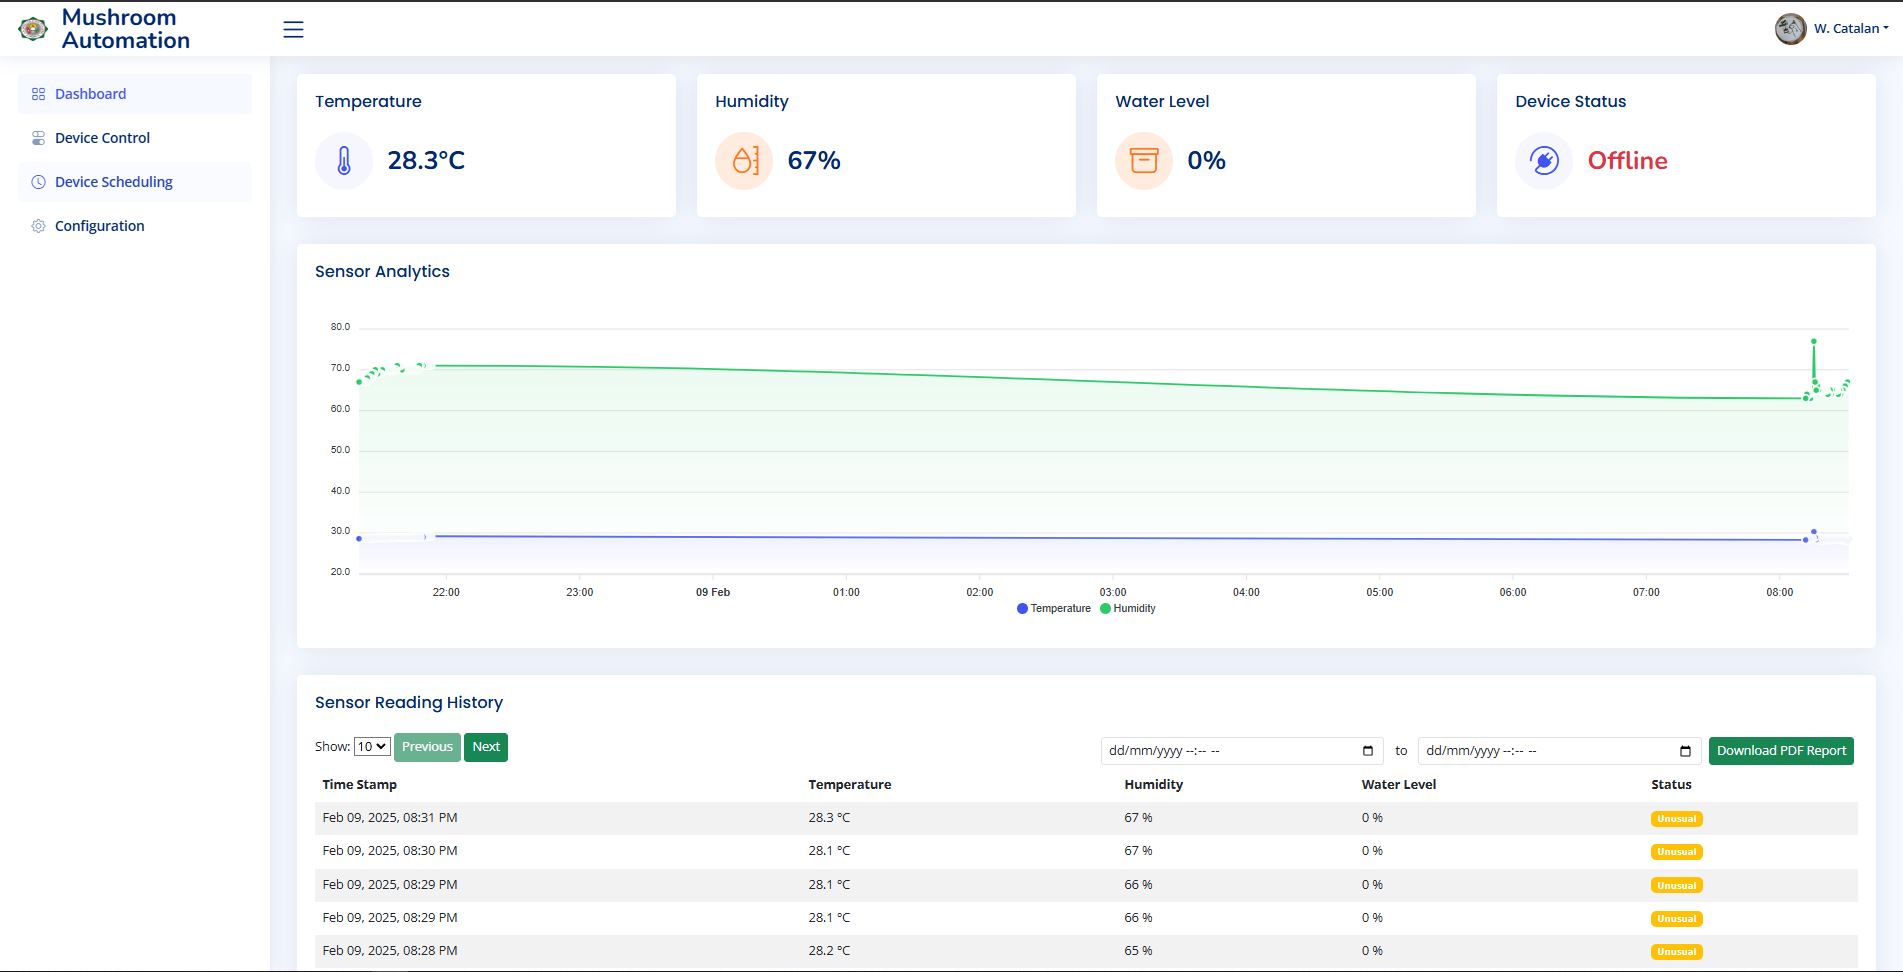 Mushroom
Automation
W. Catalan
Dashboard
Device Control
Device Scheduling
Configuration
Temperature
28.3°C
Humidity
67%
Water Level
0%
Device Status
Offline
Sensor Analytics
80.0
70.0
60.0
50.0
40.0
30.0
20.0
22:00 23:00 09 Feb 01:00 02:00 03:00 04:00 05:00 06:00 07:00 08:00
Temperature Humidity
Sensor Reading History
Show: 10 Previous Next dd/mm/yyyy --:-- -- to dd/mm/yyyy --:-- -- Download PDF Report
Time Stamp Temperature Humidity Water Level Status
Feb 09, 2025, 08:31 PM 28.3 °C 67 % 0 % Unusual
Feb 09, 2025, 08:30 PM 28.1 °C 67 % 0 % Unusual
Feb 09, 2025, 08:29 PM 28.1 °C 66 % 0 % Unusual
Feb 09, 2025, 08:29 PM 28.1 °C 66 % 0 % Unusual
Feb 09, 2025, 08:28 PM 28.2 °C 65 % 0 % Unusual